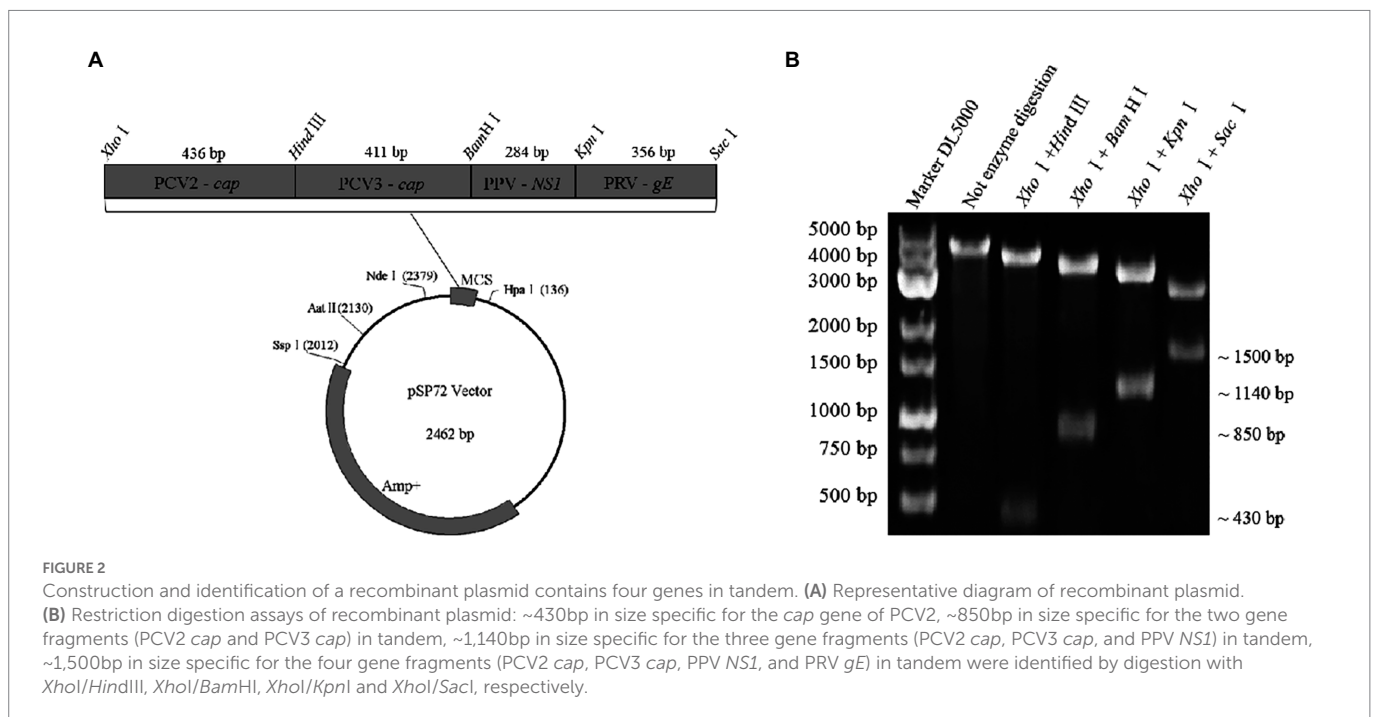 A
Xho I
436 bp
Hind III
411 bp
BamH I
284 bp
Kpn I
356 bp
Sac I
PCV2 - cap
PCV3 - cap
PPV - NS1
PRV - gE
Nde I (2379)
MCS
Hpa I (136)
Aat II (2130)
Ssp I (2012)
pSP72 Vector
2462 bp
Amp+
B
Marker DL5000
Not enzyme digestion
Xho I +Hind III
Xho I + Bam H I
Xho I + Kpn I
Xho I + Sac I
5000 bp
4000 bp
3000 bp
2000 bp
1500 bp
1000 bp
750 bp
500 bp
~ 1500 bp
~ 1140 bp
~ 850 bp
~ 430 bp
FIGURE 2
Construction and identification of a recombinant plasmid contains four genes in tandem. (A) Representative diagram of recombinant plasmid.
(B) Restriction digestion assays of recombinant plasmid: ~430bp in size specific for the cap gene of PCV2, ~850bp in size specific for the two gene
fragments (PCV2 cap and PCV3 cap) in tandem, ~1,140bp in size specific for the three gene fragments (PCV2 cap, PCV3 cap, and PPV NS1) in tandem,
~1,500bp in size specific for the four gene fragments (PCV2 cap, PCV3 cap, PPV NS1, and PRV gE) in tandem were identified by digestion with
XhoI/HindIII, XhoI/BamHI, XhoI/KpnI and XhoI/SacI, respectively.